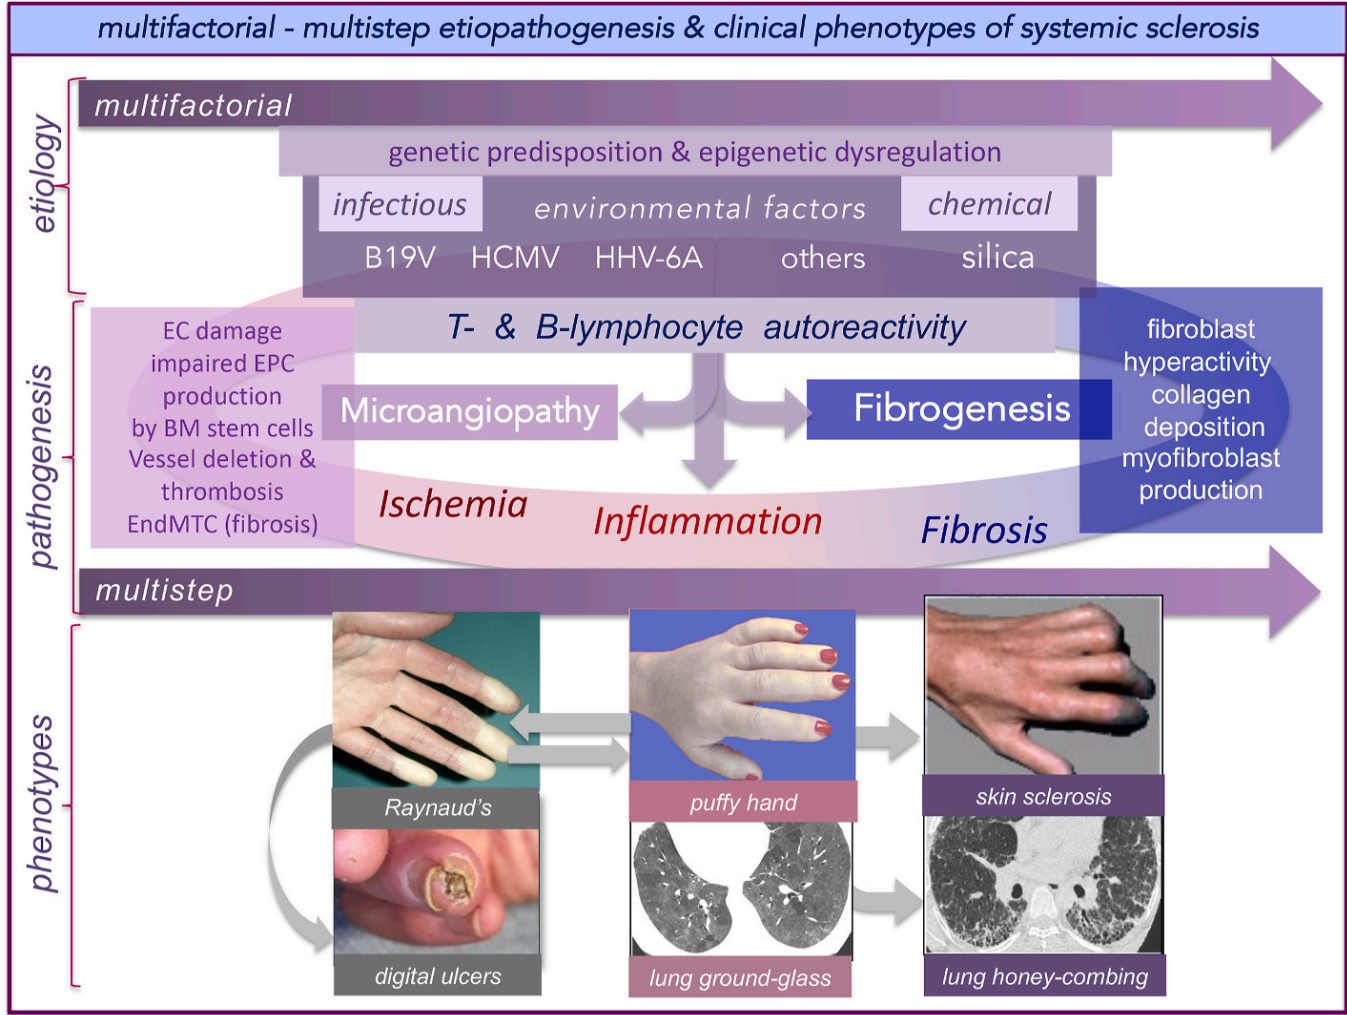 multifactorial - multistep etiopathogenesis & clinical phenotypes of systemic sclerosis
etiology
multifactorial
genetic predisposition & epigenetic dysregulation
infectious
environmental factors
chemical
B19V HCMV HHV-6A others silica
pathogenesis
T- & B-lymphocyte autoreactivity
EC damage
impaired EPC
production
by BM stem cells
Vessel deletion &
thrombosis
EndMTC (fibrosis)
Microangiopathy
Fibrogenesis
fibroblast
hyperactivity
collagen
deposition
myofibroblast
production
Ischemia
Inflammation
Fibrosis
multistep
phenotypes
Raynaud's
puffy hand
skin sclerosis
digital ulcers
lung ground-glass
lung honey-combing